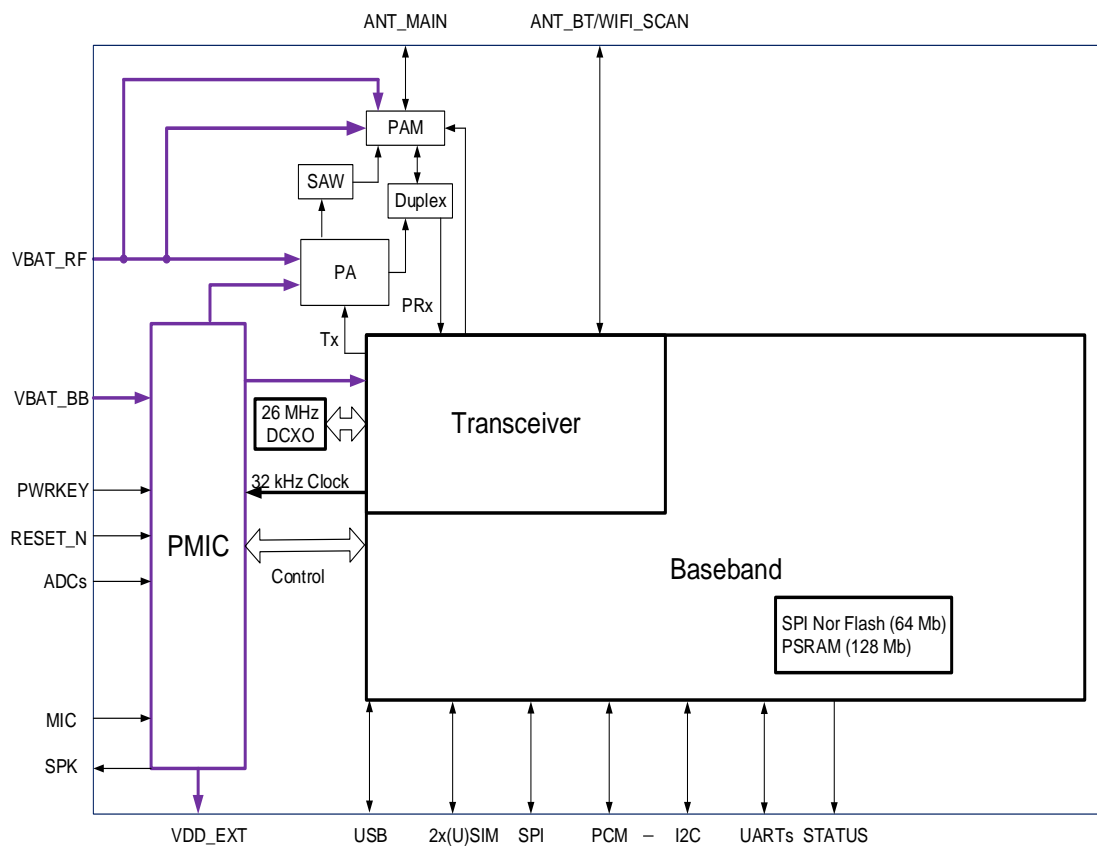 ANT_MAIN ANT_BT/WIFI_SCAN
PAM
SAW
Duplex
VBAT_RF
PA
PRx
Tx
VBAT_BB
26 MHz
DCXO
Transceiver
32 kHz Clock
PWRKEY
RESET_N
PMIC
ADCs
Control
Baseband
SPI Nor Flash (64 Mb)
PSRAM (128 Mb)
MIC
SPK
VDD_EXT USB 2x(U)SIM SPI PCM – I2C UARTs STATUS